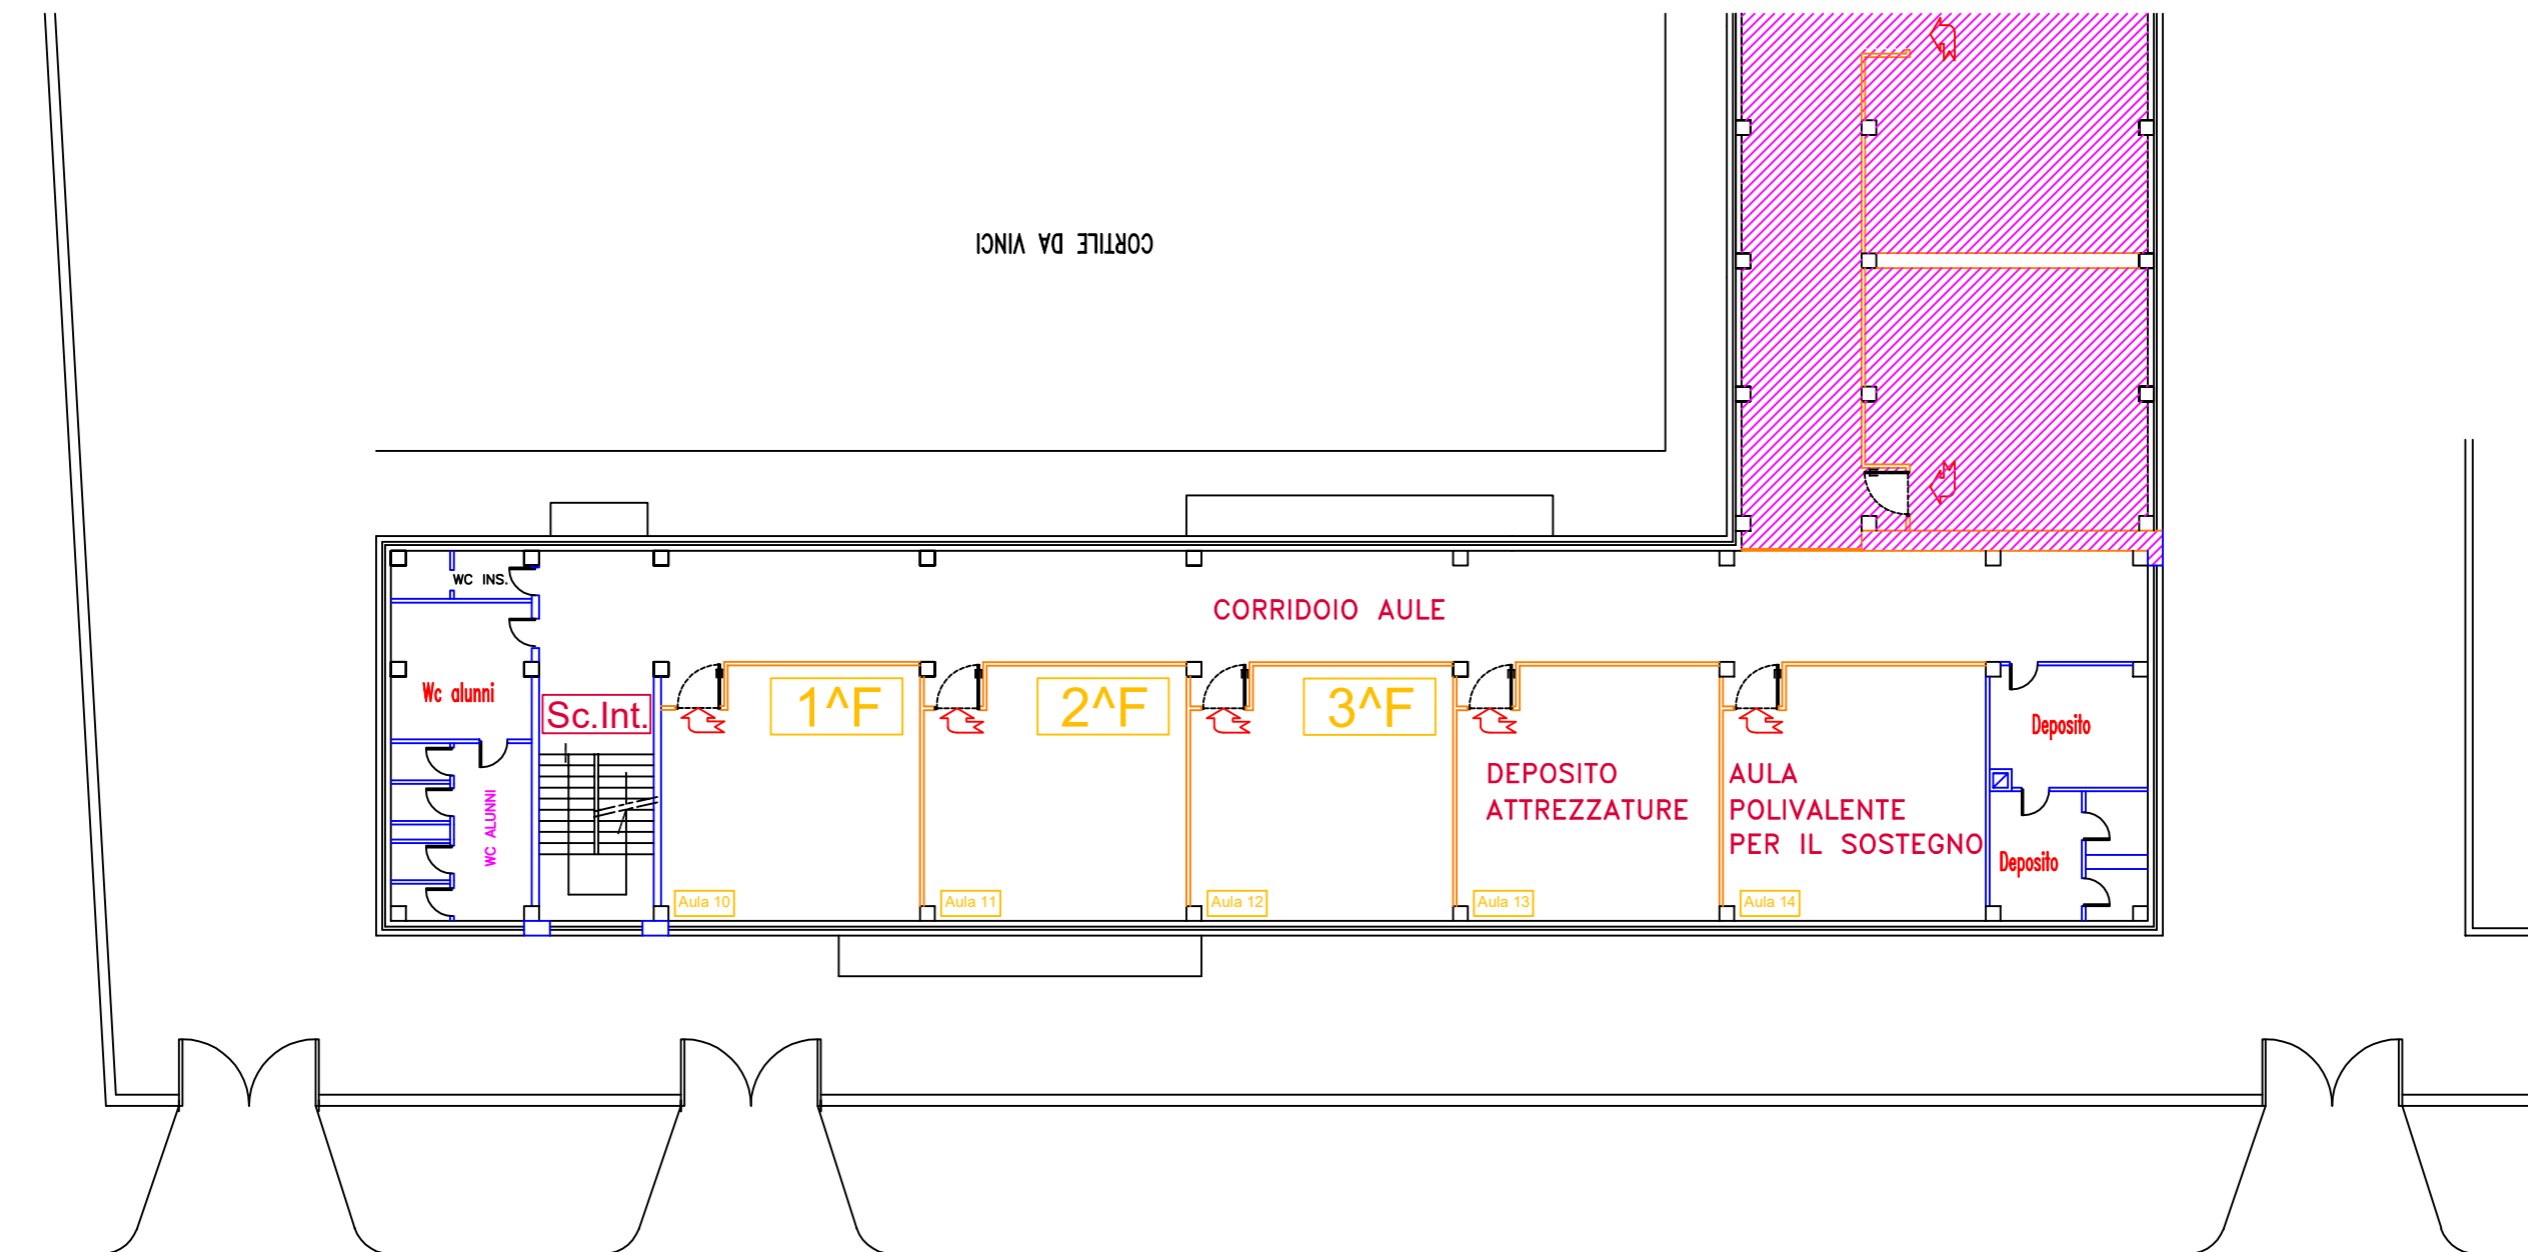 CORTILE DA VINCI
WC INS.
CORRIDOIO AULE
Wc alunni
Sc.Int.
1^F
2^F
3^F
Deposito
DEPOSITO
ATTREZZATURE
AULA
POLIVALENTE
PER IL SOSTEGNO
WC ALUNNI
Deposito
Aula 10
Aula 11
Aula 12
Aula 13
Aula 14